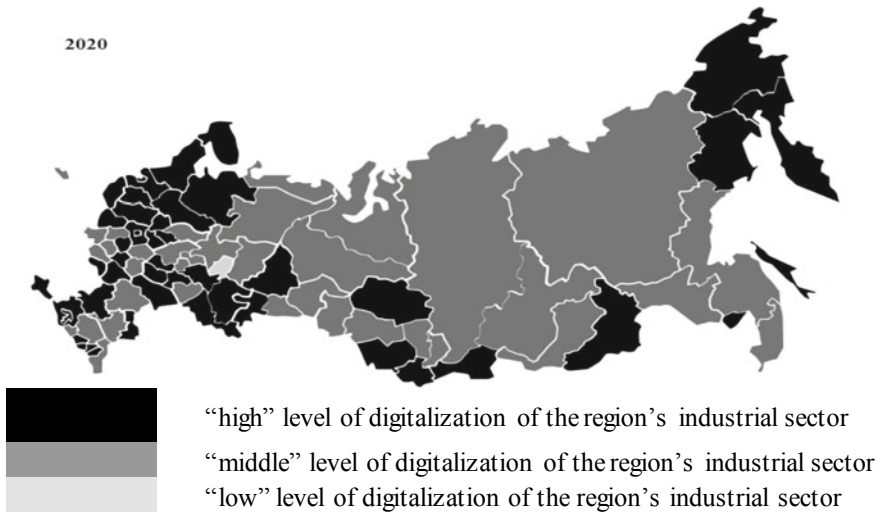 2020
“high” level of digitalization of the region’s industrial sector
“middle” level of digitalization of the region’s industrial sector
“low” level of digitalization of the region’s industrial sector